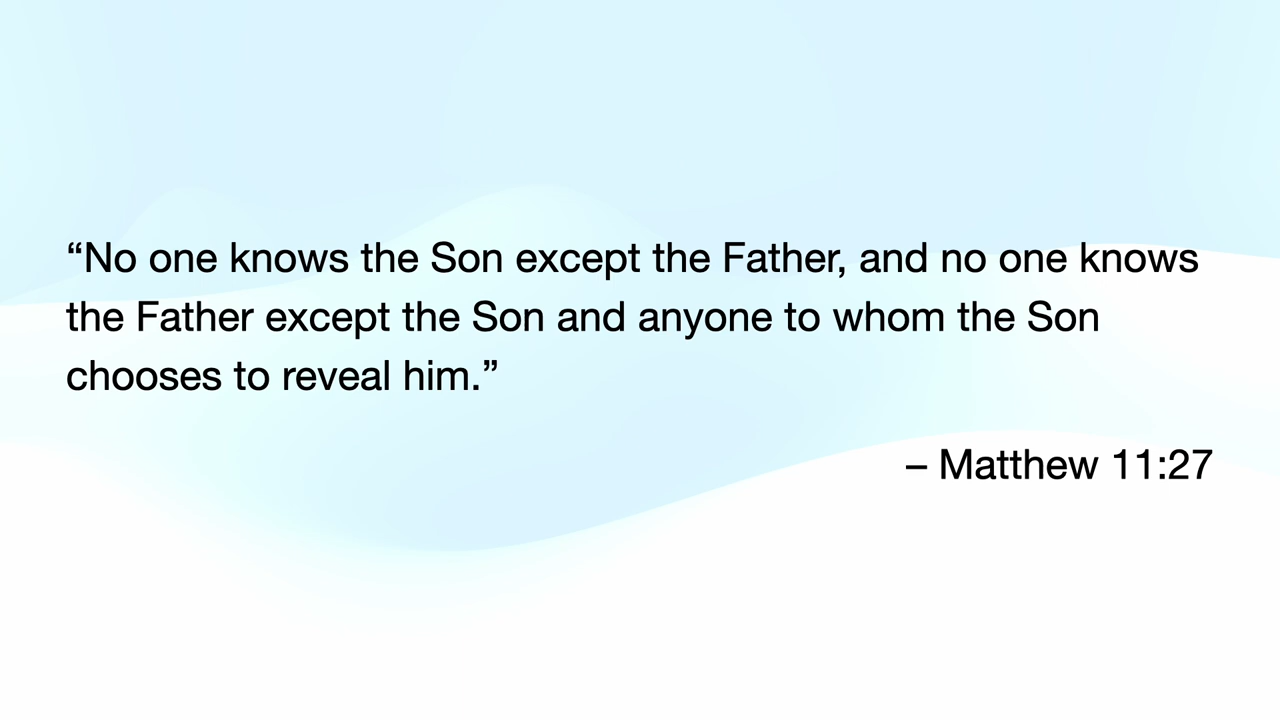 “No one knows the Son except the Father, and no one knows
the Father except the Son and anyone to whom the Son
chooses to reveal him.”
– Matthew 11:27